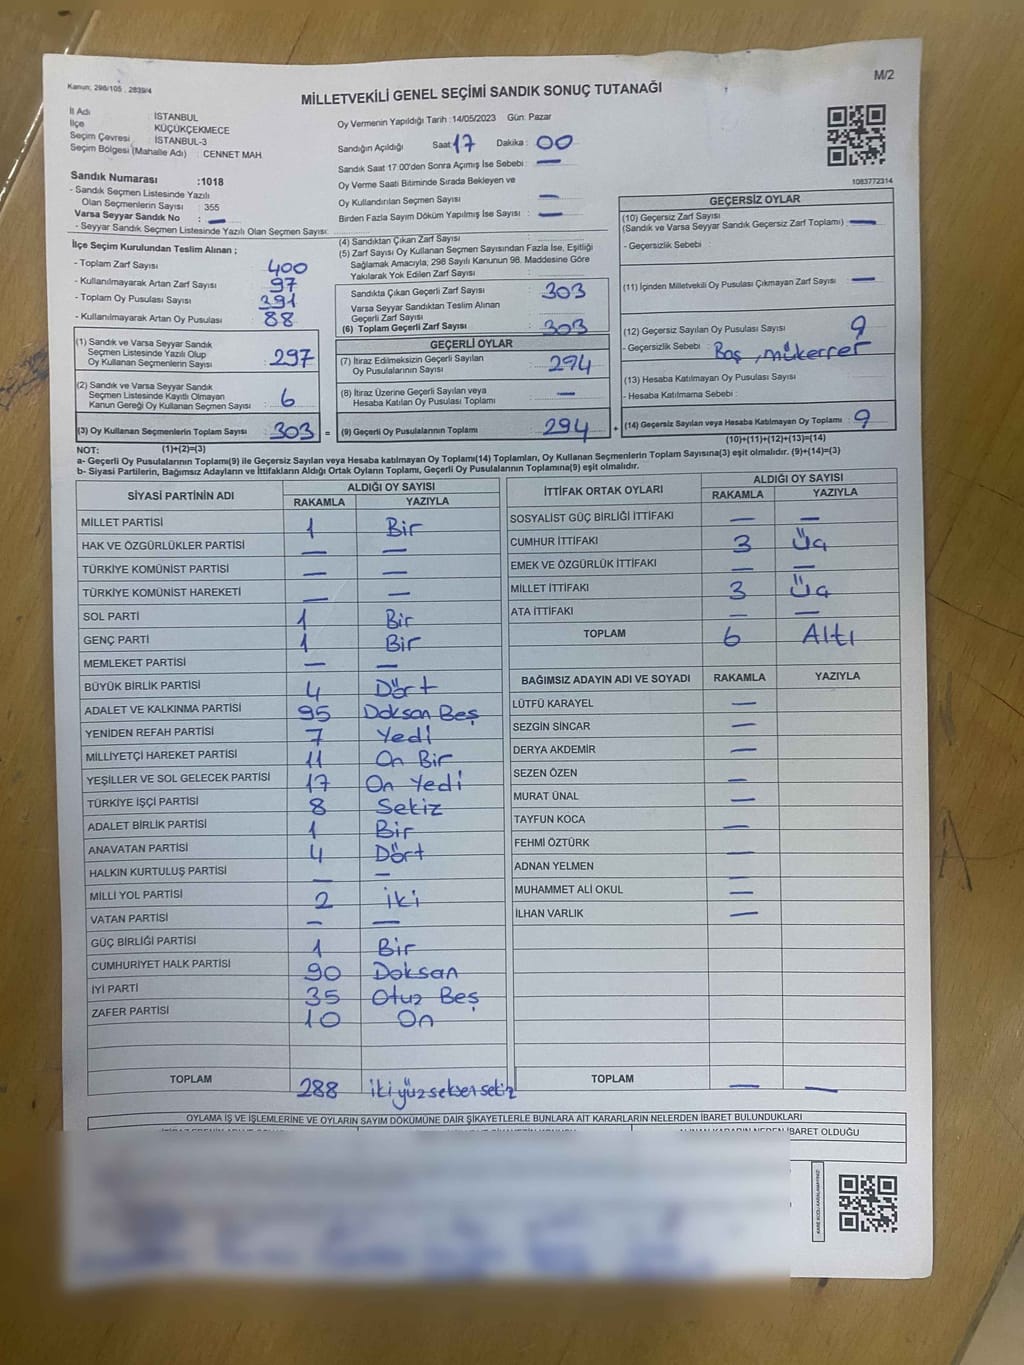 Kanun: 298/105 , 2839/4
M/2
MİLLETVEKİLİ GENEL SEÇİMİ SANDIK SONUÇ TUTANAĞI
İl Adı : İSTANBUL
İlçe : KÜÇÜKÇEKMECE
Seçim Çevresi : İSTANBUL-3
Seçim Bölgesi (Mahalle Adı) : CENNET MAH.
Sandık Numarası :1018
- Sandık Seçmen Listesinde Yazılı
Olan Seçmenlerin Sayısı : 355
Varsa Seyyar Sandık No : —
- Seyyar Sandık Seçmen Listesinde Yazılı Olan Seçmen Sayısı:
Oy Vermenin Yapıldığı Tarih :14/05/2023 Gün: Pazar
Sandığın Açıldığı Saat: 17 Dakika : 00
Sandık Saat 17 00'den Sonra Açımış İse Sebebi : —
Oy Verme Saati Bitiminde Sırada Bekleyen ve
Oy Kullandırılan Seçmen Sayısı : —
Birden Fazla Sayım Döküm Yapılmış İse Sayısı : —
1083772314
İlçe Seçim Kurulundan Teslim Alınan ;
- Toplam Zarf Sayısı : 400
- Kullanılmayarak Artan Zarf Sayısı : 97
- Toplam Oy Pusulası Sayısı : 391
- Kullanılmayarak Artan Oy Pusulası : 88
(1) Sandık ve Varsa Seyyar Sandık
Seçmen Listesinde Yazılı Olup
Oy Kullanan Seçmenlerin Sayısı : 297
(2) Sandık ve Varsa Seyyar Sandık
Seçmen Listesinde Kayıtlı Olmayan
Kanun Gereği Oy Kullanan Seçmen Sayısı : 6
(3) Oy Kullanan Seçmenlerin Toplam Sayısı : 303 =
(4) Sandıktan Çıkan Zarf Sayısı :
(5) Zarf Sayısı Oy Kullanan Seçmen Sayısından Fazla İse, Eşitliği
Sağlamak Amacıyla, 298 Sayılı Kanunun 98. Maddesine Göre
Yakılarak Yok Edilen Zarf Sayısı :
Sandıkta Çıkan Geçerli Zarf Sayısı : 303
Varsa Seyyar Sandıktan Teslim Alınan
Geçerli Zarf Sayısı :
(6) Toplam Geçerli Zarf Sayısı : 303
GEÇERLİ OYLAR
(7) İtiraz Edilmeksizin Geçerli Sayılan
Oy Pusulalarının Sayısı : 294
(8) İtiraz Üzerine Geçerli Sayılan veya
Hesaba Katılan Oy Pusulası Toplamı : —
(9) Geçerli Oy Pusulalarının Toplamı : 294 +
GEÇERSİZ OYLAR
(10) Geçersiz Zarf Sayısı
(Sandık ve Varsa Seyyar Sandık Geçersiz Zarf Toplamı) : —
- Geçersizlik Sebebi :
(11) İçinden Milletvekili Oy Pusulası Çıkmayan Zarf Sayısı : —
(12) Geçersiz Sayılan Oy Pusulası Sayısı : 9
- Geçersizlik Sebebi : Boş, mükerrer
(13) Hesaba Katılmayan Oy Pusulası Sayısı :
- Hesaba Katılmama Sebebi :
(14) Geçersiz Sayılan veya Hesaba Katılmayan Oy Toplamı : 9
NOT: (1)+(2)=(3)
(10)+(11)+(12)+(13)=(14)
a- Geçerli Oy Pusulalarının Toplamı(9) ile Geçersiz Sayılan veya Hesaba katılmayan Oy Toplamı(14) Toplamları, Oy Kullanan Seçmenlerin Toplam Sayısına(3) eşit olmalıdır. (9)+(14)=(3)
b- Siyasi Partilerin, Bağımsız Adayların ve İttifakların Aldığı Ortak Oyların Toplamı, Geçerli Oy Pusulalarının Toplamına(9) eşit olmalıdır.
SİYASİ PARTİNİN ADI ALDIĞI OY SAYISI
RAKAMLA YAZIYLA
MİLLET PARTİSİ 1 Bir
HAK VE ÖZGÜRLÜKLER PARTİSİ — —
TÜRKİYE KOMÜNİST PARTİSİ — —
TÜRKİYE KOMÜNİST HAREKETİ — —
SOL PARTİ 1 Bir
GENÇ PARTİ 1 Bir
MEMLEKET PARTİSİ — —
BÜYÜK BİRLİK PARTİSİ 4 Dört
ADALET VE KALKINMA PARTİSİ 95 Doksan Beş
YENİDEN REFAH PARTİSİ 7 Yedi
MİLLİYETÇİ HAREKET PARTİSİ 11 On Bir
YEŞİLLER VE SOL GELECEK PARTİSİ 17 On Yedi
TÜRKİYE İŞÇİ PARTİSİ 8 Sekiz
ADALET BİRLİK PARTİSİ 1 Bir
ANAVATAN PARTİSİ 4 Dört
HALKIN KURTULUŞ PARTİSİ — —
MİLLİ YOL PARTİSİ 2 iki
VATAN PARTİSİ — —
GÜÇ BİRLİĞİ PARTİSİ 1 Bir
CUMHURİYET HALK PARTİSİ 90 Doksan
İYİ PARTİ 35 Otuz Beş
ZAFER PARTİSİ 10 On
TOPLAM 288 ikiyüz seksen sekiz
İTTİFAK ORTAK OYLARI ALDIĞI OY SAYISI
RAKAMLA YAZIYLA
SOSYALİST GÜÇ BİRLİĞİ İTTİFAKI — —
CUMHUR İTTİFAKI 3 Üç
EMEK VE ÖZGÜRLÜK İTTİFAKI — —
MİLLET İTTİFAKI 3 Üç
ATA İTTİFAKI — —
TOPLAM 6 Altı
BAĞIMSIZ ADAYIN ADI VE SOYADI RAKAMLA YAZIYLA
LÜTFÜ KARAYEL —
SEZGİN SİNCAR —
DERYA AKDEMİR —
SEZEN ÖZEN —
MURAT ÜNAL —
TAYFUN KOCA —
FEHMİ ÖZTÜRK —
ADNAN YELMEN —
MUHAMMET ALİ OKUL —
İLHAN VARLIK —
TOPLAM — —
OYLAMA İŞ VE İŞLEMLERİNE VE OYLARIN SAYIM DÖKÜMÜNE DAİR ŞİKAYETLERLE BUNLARA AİT KARARLARIN NELERDEN İBARET BULUNDUKLARI
ALINAN KARARIN NEDEN İBARET OLDUĞU